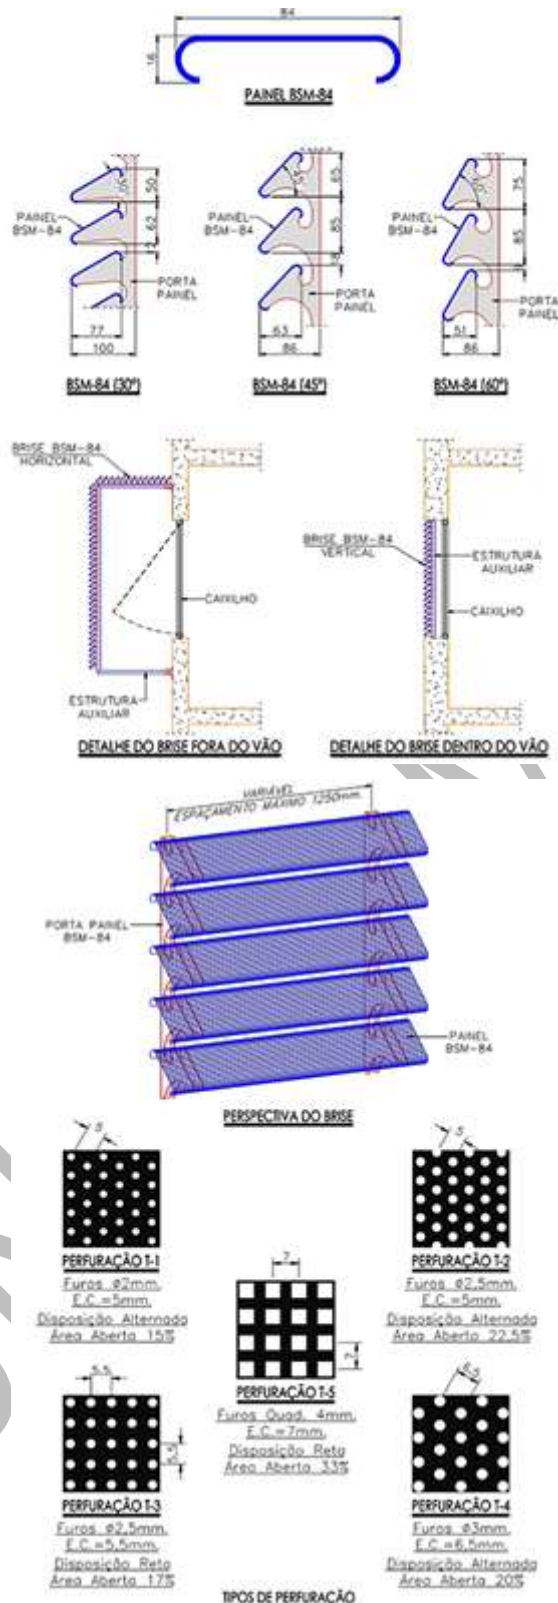 84
16
PAINEL BSM-84
50
62
12
PAINEL
BSM-84
PORTA
PAINEL
77
100
BSM-84 (30°)
65
85
18
PAINEL
BSM-84
PORTA
PAINEL
63
86
BSM-84 (45°)
75
85
PAINEL
BSM-84
PORTA
PAINEL
51
86
BSM-84 (60°)
BRISE BSM-84
HORIZONTAL
CAIXILHO
ESTRUTURA
AUXILIAR
DETALHE DO BRISE FORA DO VÃO
BRISE BSM-84
VERTICAL
ESTRUTURA
AUXILIAR
CAIXILHO
DETALHE DO BRISE DENTRO DO VÃO
VARIÁVEL
ESPAÇAMENTO MÁXIMO 1250mm.
PORTA PAINEL
BSM-84
PAINEL
BSM-84
PERSPECTIVA DO BRISE
5
PERFURAÇÃO T-1
Furos ø2mm.
E.C.=5mm.
Disposição Alternada
Área Aberta 15%
5
PERFURAÇÃO T-2
Furos ø2,5mm.
E.C.=5mm.
Disposição Alternada
Área Aberta 22,5%
7
7
PERFURAÇÃO T-5
Furos Quad. 4mm.
E.C.=7mm.
Disposição Reta
Área Aberta 33%
5,5
5,5
PERFURAÇÃO T-3
Furos ø2,5mm.
E.C.=5,5mm.
Disposição Reta
Área Aberta 17%
6,5
PERFURAÇÃO T-4
Furos ø3mm.
E.C.=6,5mm.
Disposição Alternada
Área Aberta 20%
TIPOS DE PERFURAÇÃO